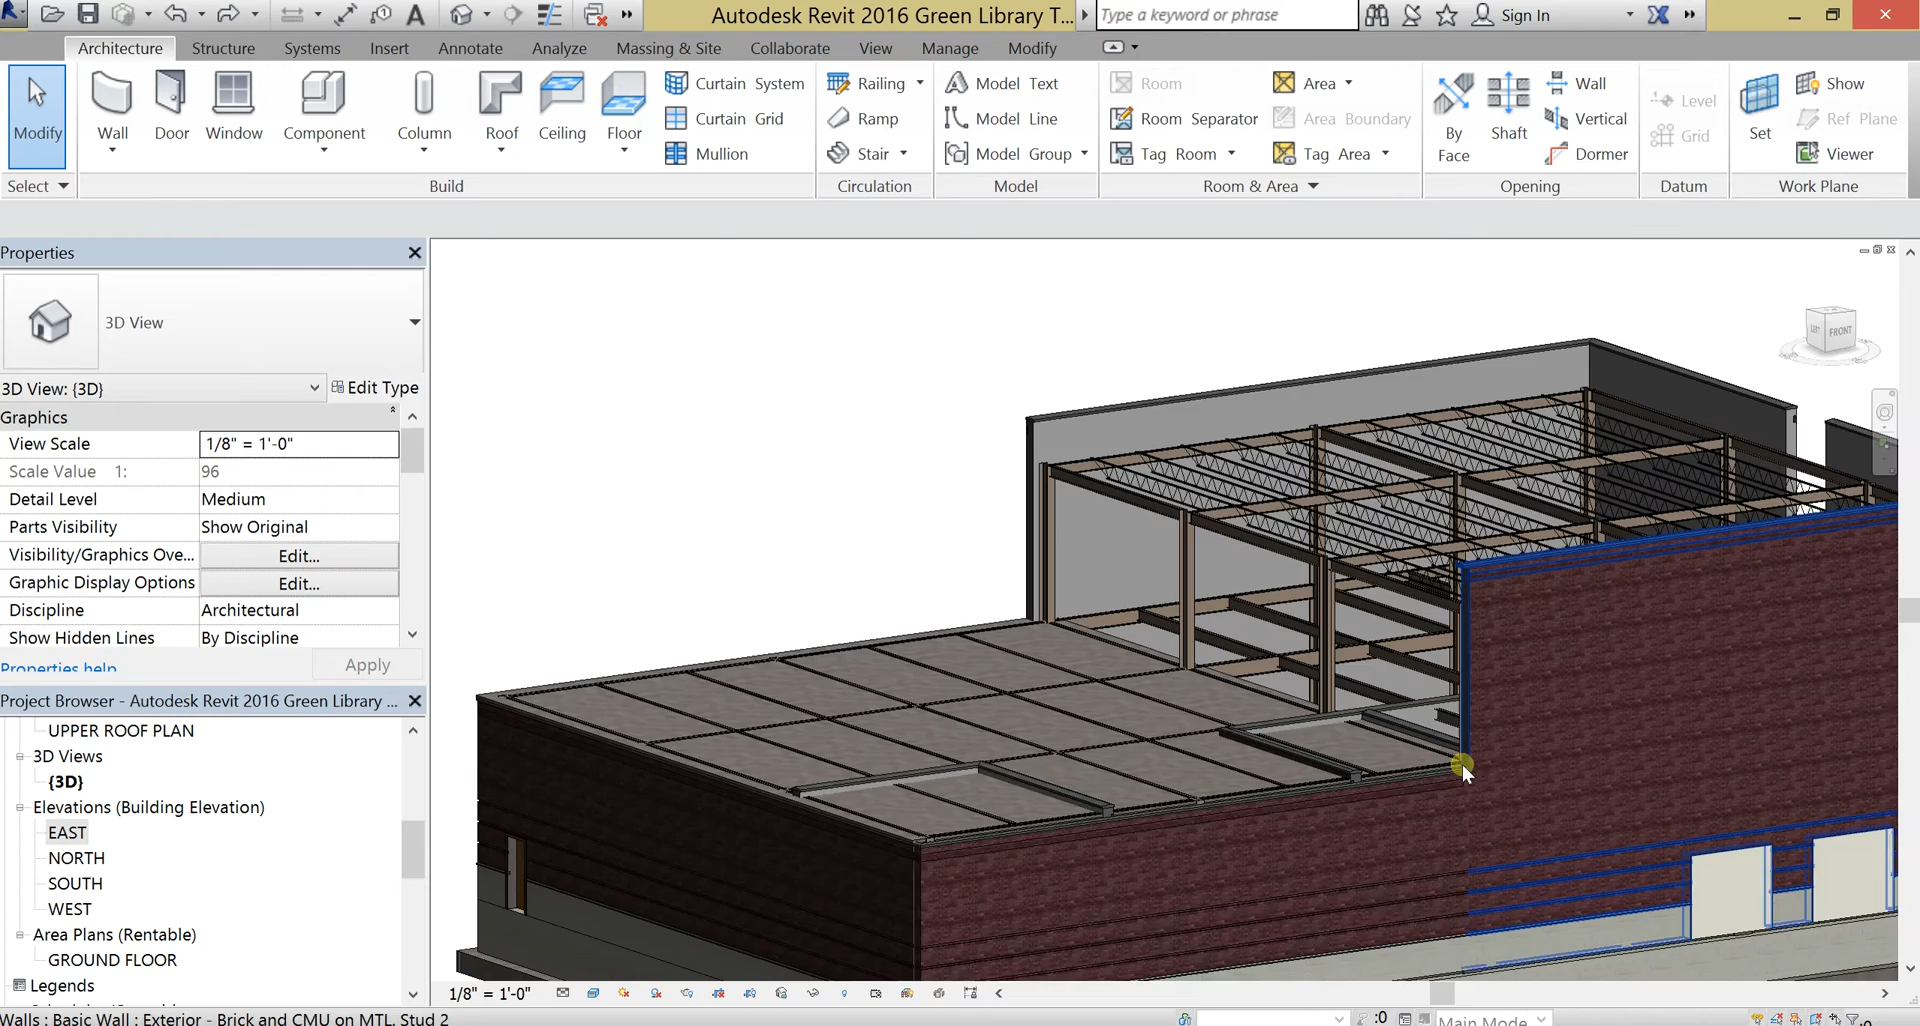 Autodesk Revit 2016 Green Library T...
Type a keyword or phrase
Sign In
Architecture Structure Systems Insert Annotate Analyze Massing & Site Collaborate View Manage Modify
Modify
Wall
Door
Window
Component
Column
Roof
Ceiling
Floor
Curtain System
Curtain Grid
Mullion
Railing
Ramp
Stair
Model Text
Model Line
Model Group
Room
Room Separator
Tag Room
Area
Area Boundary
Tag Area
By Face
Shaft
Wall
Vertical
Dormer
Level
Grid
Set
Show
Ref Plane
Viewer
Select
Build
Circulation
Model
Room & Area
Opening
Datum
Work Plane
Properties
3D View
3D View: {3D}
Edit Type
Graphics
View Scale 1/8" = 1'-0"
Scale Value 1: 96
Detail Level Medium
Parts Visibility Show Original
Visibility/Graphics Ove... Edit...
Graphic Display Options Edit...
Discipline Architectural
Show Hidden Lines By Discipline
Properties help
Apply
Project Browser - Autodesk Revit 2016 Green Library ...
UPPER ROOF PLAN
3D Views
{3D}
Elevations (Building Elevation)
EAST
NORTH
SOUTH
WEST
Area Plans (Rentable)
GROUND FLOOR
Legends
LEFT
FRONT
1/8" = 1'-0"
Walls : Basic Wall : Exterior - Brick and CMU on MTL. Stud 2
:0
Main Mode
:0